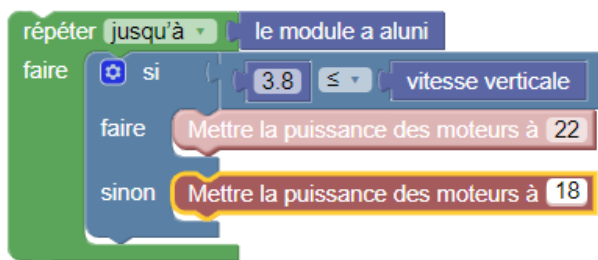 répéter jusqu'à le module a aluni
faire si 3.8 ≤ vitesse verticale
faire Mettre la puissance des moteurs à 22
sinon Mettre la puissance des moteurs à 18